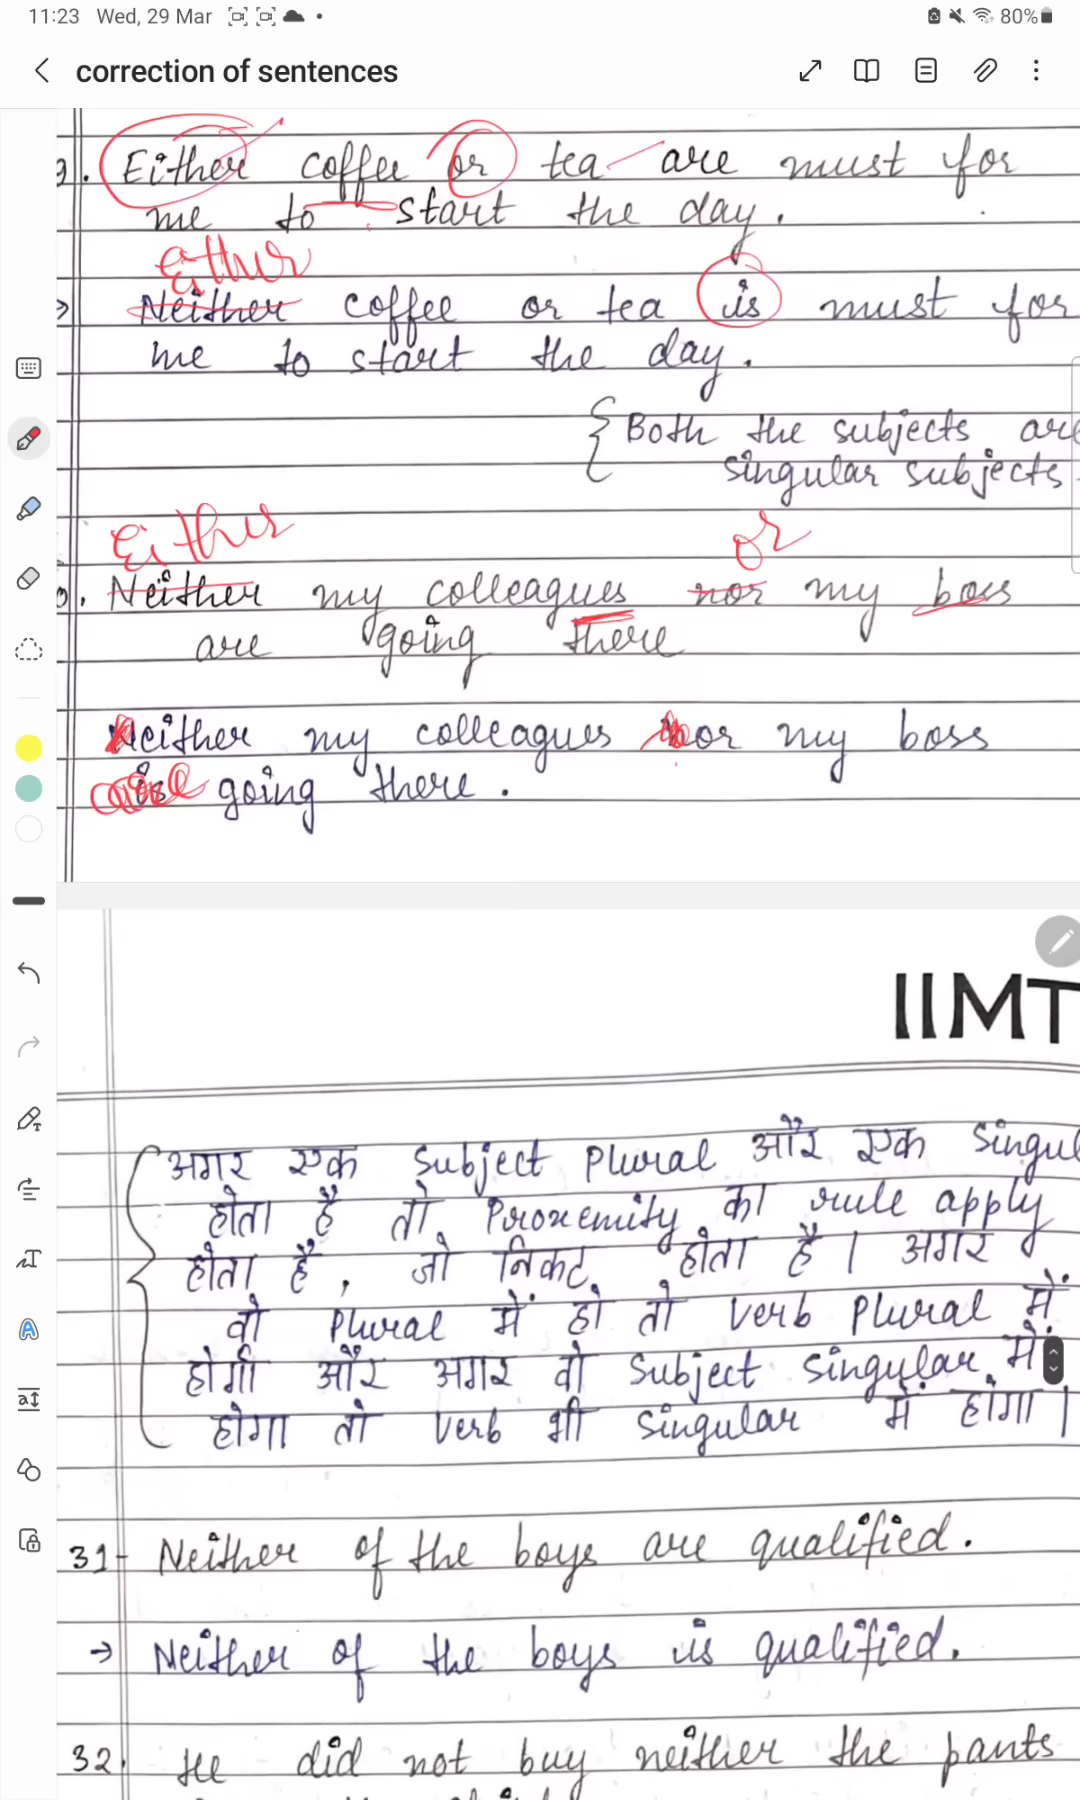 11:23 Wed, 29 Mar
80%
correction of sentences
9. Either coffee or tea are must for
me to start the day.
Either
→ Neither coffee or tea is must for
me to start the day.
{ Both the subjects are
singular subjects
Either or
0. Neither my colleagues nor my boss
are going there
Neither my colleagues nor my boss
going there.
IIMT
अगर एक Subject Plural और एक Singul
होता है तो Proxemity का rule apply
होता है, जो निकट होता है। अगर
वो Plural में हो तो verb Plural में
होगी और अगर वो Subject Singular में
होगा तो verb भी Singular में होगा।
31- Neither of the boys are qualified.
→ Neither of the boys is qualified.
32. He did not buy neither the pants